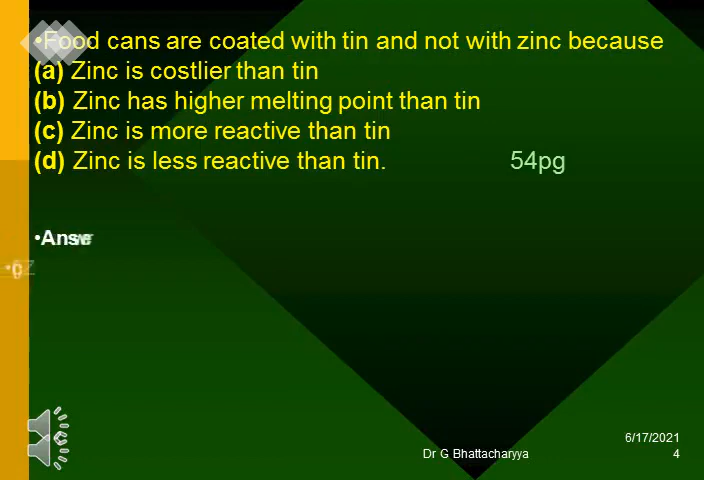 •Food cans are coated with tin and not with zinc because
(a) Zinc is costlier than tin
(b) Zinc has higher melting point than tin
(c) Zinc is more reactive than tin
(d) Zinc is less reactive than tin. 54pg
6/17/2021
Dr G Bhattacharyya 4